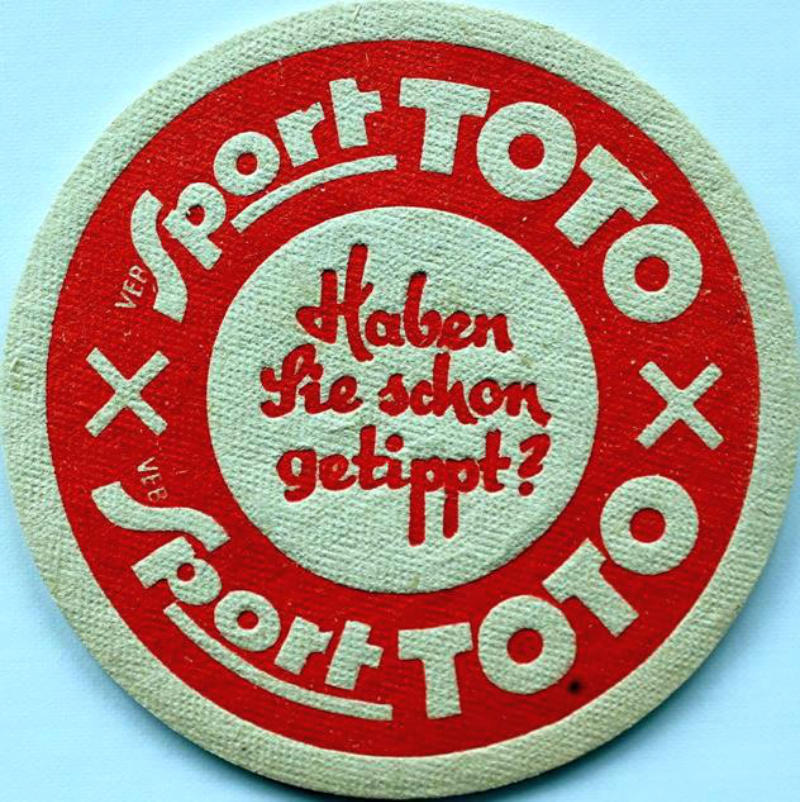 VEB Sport TOTO
Haben
Sie schon
getippt?
VEB Sport TOTO